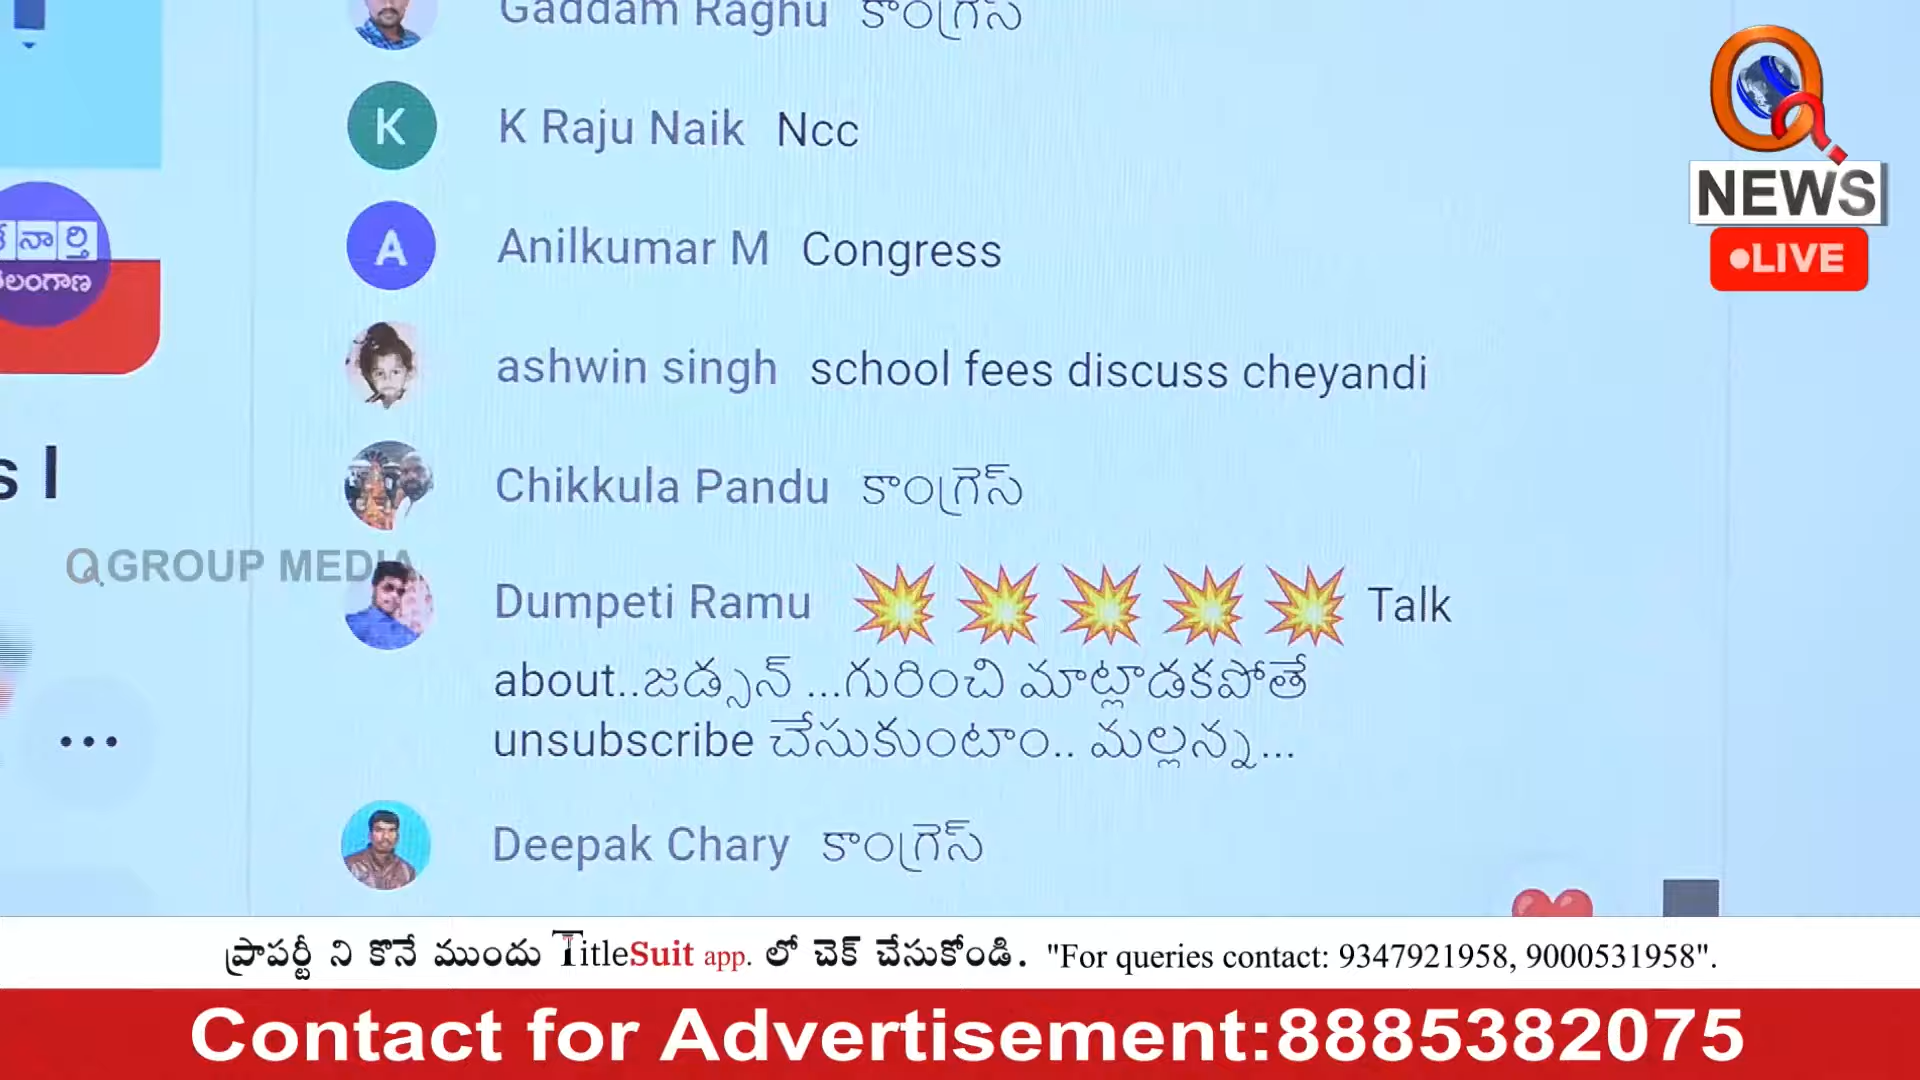 Gaddam Raghu కాంగ్రెస్
K Raju Naik Ncc
Anilkumar M Congress
ashwin singh school fees discuss cheyandi
Chikkula Pandu కాంగ్రెస్
Dumpeti Ramu 💥💥💥💥💥 Talk
about..జడ్సన్ ...గురించి మాట్లాడకపోతే
unsubscribe చేసుకుంటాం.. మల్లన్న...
Deepak Chary కాంగ్రెస్
K
A
నార్తి
లంగాణ
s I
QGROUP MEDIA
Q
NEWS
LIVE
ప్రాపర్టీ ని కొనే ముందు TitleSuit app. లో చెక్ చేసుకోండి. "For queries contact: 9347921958, 9000531958".
Contact for Advertisement:8885382075